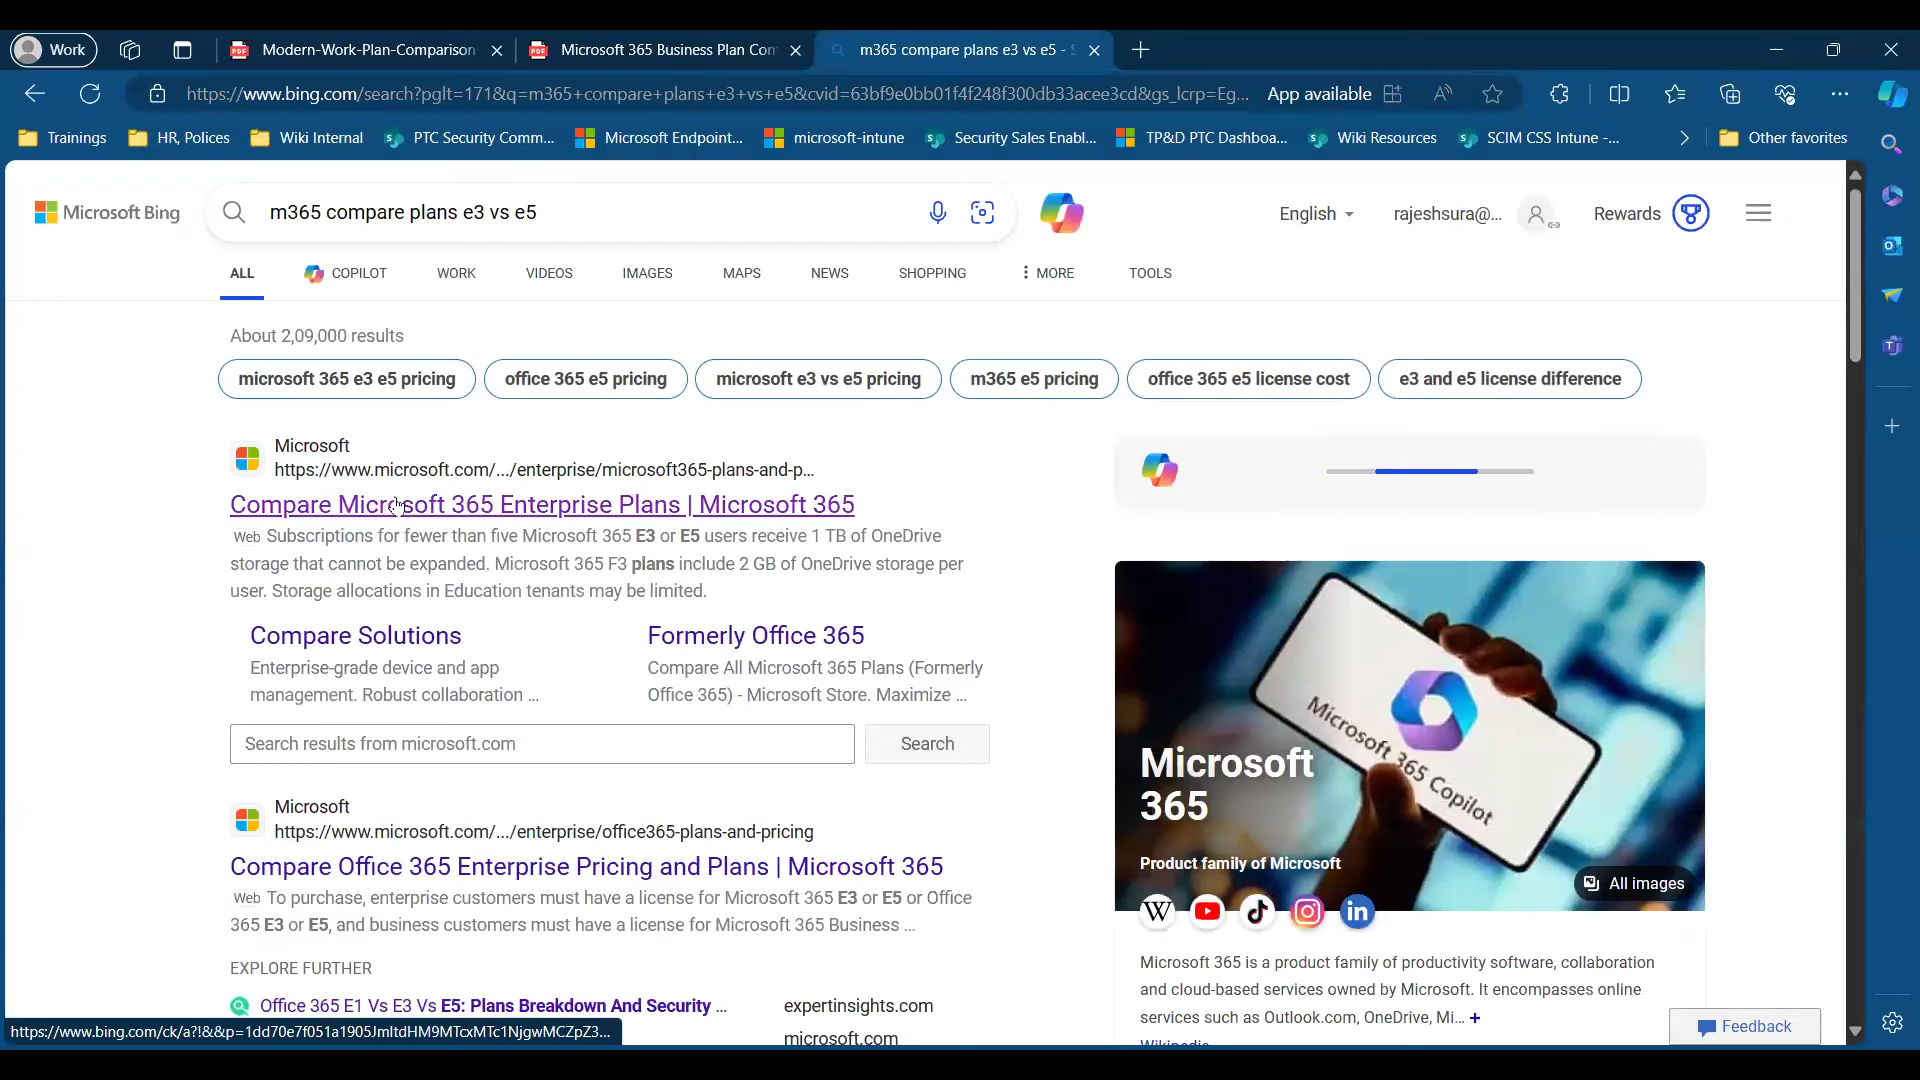 Work
Modern-Work-Plan-Comparison
Microsoft 365 Business Plan Com
m365 compare plans e3 vs e5 - S
https://www.bing.com/search?pglt=171&q=m365+compare+plans+e3+vs+e5&cvid=63bf9e0bb01f4f248f300db33acee3cd&gs_lcrp=Eg...
App available
Trainings
HR, Polices
Wiki Internal
PTC Security Comm...
Microsoft Endpoint...
microsoft-intune
Security Sales Enabl...
TP&D PTC Dashboa...
Wiki Resources
SCIM CSS Intune -...
Other favorites
Microsoft Bing
m365 compare plans e3 vs e5
English
rajeshsura@...
Rewards
ALL
COPILOT
WORK
VIDEOS
IMAGES
MAPS
NEWS
SHOPPING
MORE
TOOLS
About 2,09,000 results
microsoft 365 e3 e5 pricing
office 365 e5 pricing
microsoft e3 vs e5 pricing
m365 e5 pricing
office 365 e5 license cost
e3 and e5 license difference
Microsoft
https://www.microsoft.com/.../enterprise/microsoft365-plans-and-p...
Compare Microsoft 365 Enterprise Plans | Microsoft 365
Web Subscriptions for fewer than five Microsoft 365 E3 or E5 users receive 1 TB of OneDrive
storage that cannot be expanded. Microsoft 365 F3 plans include 2 GB of OneDrive storage per
user. Storage allocations in Education tenants may be limited.
Compare Solutions
Enterprise-grade device and app
management. Robust collaboration ...
Formerly Office 365
Compare All Microsoft 365 Plans (Formerly
Office 365) - Microsoft Store. Maximize ...
Search results from microsoft.com
Search
Microsoft
https://www.microsoft.com/.../enterprise/office365-plans-and-pricing
Compare Office 365 Enterprise Pricing and Plans | Microsoft 365
Web To purchase, enterprise customers must have a license for Microsoft 365 E3 or E5 or Office
365 E3 or E5, and business customers must have a license for Microsoft 365 Business ...
EXPLORE FURTHER
Office 365 E1 Vs E3 Vs E5: Plans Breakdown And Security ...
expertinsights.com
microsoft.com
Microsoft 365 Copilot
Microsoft
365
Product family of Microsoft
All images
Microsoft 365 is a product family of productivity software, collaboration
and cloud-based services owned by Microsoft. It encompasses online
services such as Outlook.com, OneDrive, Mi... +
Wikipedia
Feedback
https://www.bing.com/ck/a?!&&p=1dd70e7f051a1905JmltdHM9MTcxMTc1NjgwMCZpZ3...